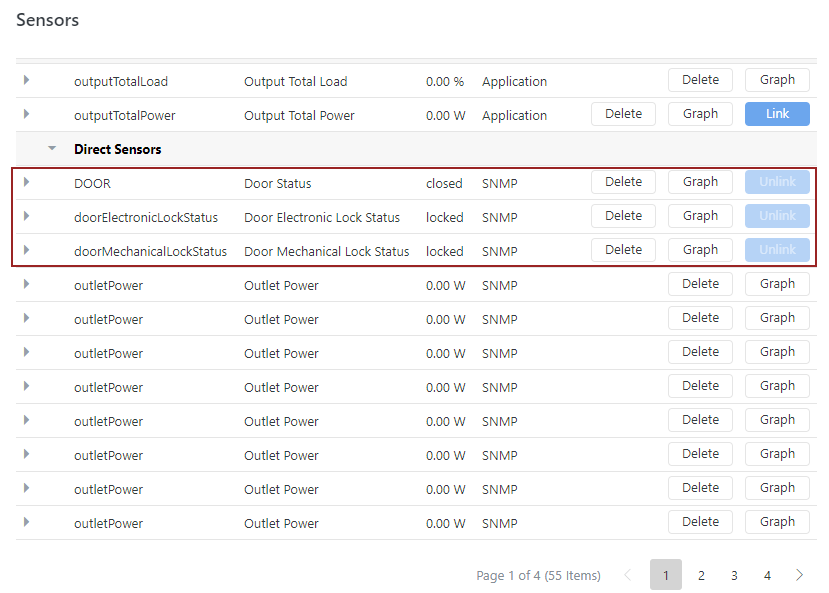 Sensors
outputTotalLoad Output Total Load 0.00 % Application Delete Graph
outputTotalPower Output Total Power 0.00 W Application Delete Graph Link
Direct Sensors
DOOR Door Status closed SNMP Delete Graph Unlink
doorElectronicLockStatus Door Electronic Lock Status locked SNMP Delete Graph Unlink
doorMechanicalLockStatus Door Mechanical Lock Status locked SNMP Delete Graph Unlink
outletPower Outlet Power 0.00 W SNMP Delete Graph
outletPower Outlet Power 0.00 W SNMP Delete Graph
outletPower Outlet Power 0.00 W SNMP Delete Graph
outletPower Outlet Power 0.00 W SNMP Delete Graph
outletPower Outlet Power 0.00 W SNMP Delete Graph
outletPower Outlet Power 0.00 W SNMP Delete Graph
outletPower Outlet Power 0.00 W SNMP Delete Graph
outletPower Outlet Power 0.00 W SNMP Delete Graph
Page 1 of 4 (55 Items) 1 2 3 4